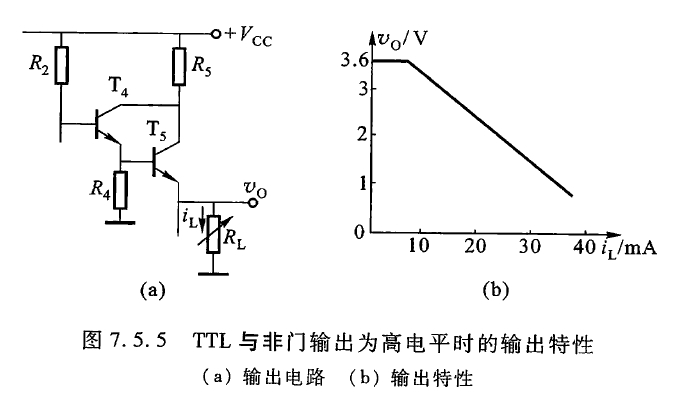 +V_CC
R_2
R_5
T_4
T_5
R_4
v_O
i_L
R_L
(a)
v_O/V
3.6
3
2
1
0
10
20
30
40 i_L/mA
(b)
图 7.5.5 TTL 与非门输出为高电平时的输出特性
(a) 输出电路 (b) 输出特性